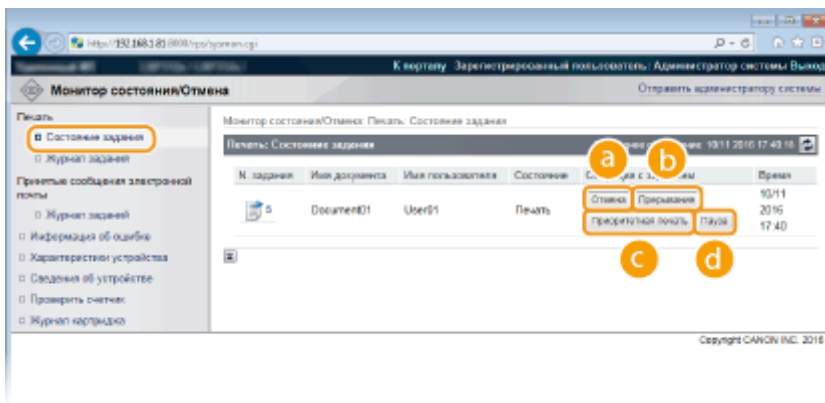 https://192.168.1.81:8000/rps/jsysman.cgi
К порталу Зарегистрированный пользователь: Администратор системы Выход
Монитор состояния/Отмена
Отправить администратору системы
Печать
Состояние задания
Журнал заданий
Принятые сообщения электронной почты
Журнал заданий
Информация об ошибке
Характеристики устройства
Сведения об устройстве
Проверить счетчик
Журнал картриджа
Монитор состояния/Отмена: Печать: Состояние задания
Печать: Состояние задания
10/11 2016 17:40:18
N. задания Имя документа Имя пользователя Состояние Время
5 Document01 User01 Печать
Отмена Прерывание
Приоритетная печать Пауза
10/11
2016
17:40
a b
c d
Copyright CANON INC. 2016